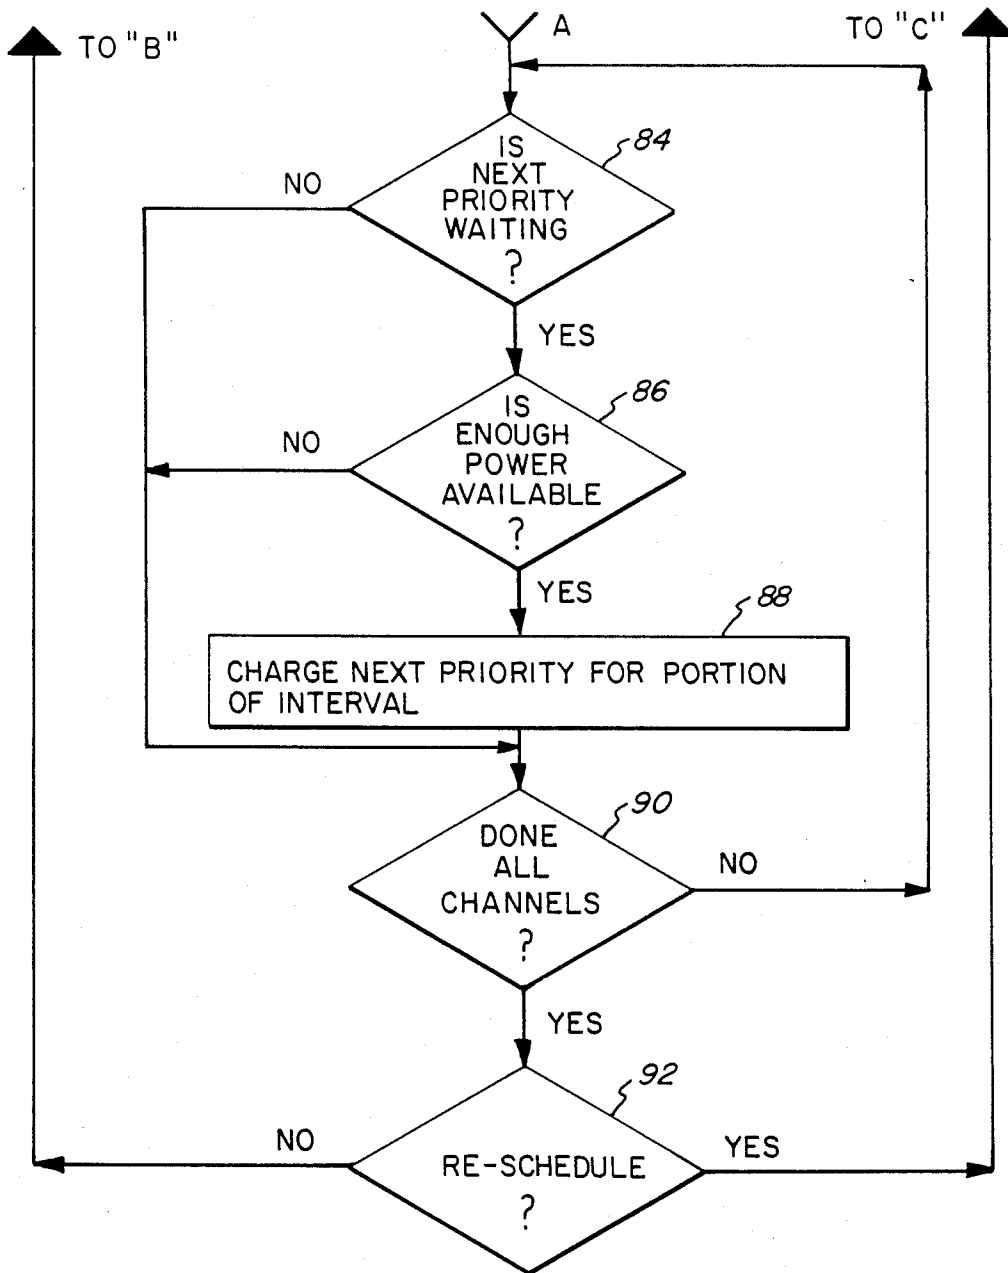 TO "B"
A
TO "C"
IS
NEXT
PRIORITY
WAITING
?
84
NO
YES
IS
ENOUGH
POWER
AVAILABLE
?
86
NO
YES
88
CHARGE NEXT PRIORITY FOR PORTION
OF INTERVAL
DONE
ALL
CHANNELS
?
90
NO
YES
92
NO
RE-SCHEDULE
?
YES